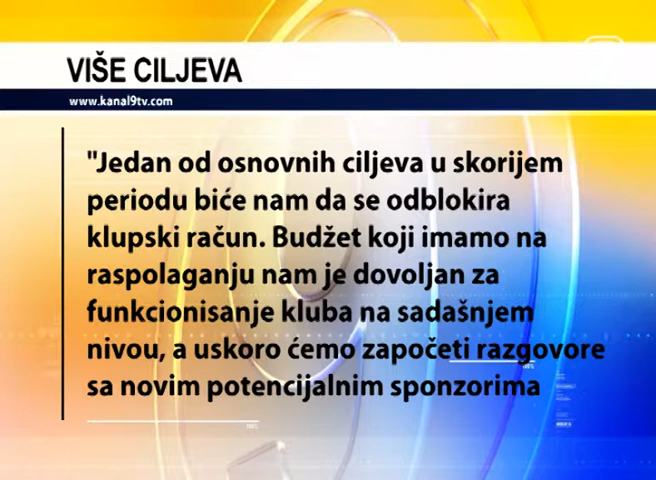 VIŠE CILJEVA
www.kanal9tv.com
"Jedan od osnovnih ciljeva u skorijem
periodu biće nam da se odblokira
klupski račun. Budžet koji imamo na
raspolaganju nam je dovoljan za
funkcionisanje kluba na sadašnjem
nivou, a uskoro ćemo započeti razgovore
sa novim potencijalnim sponzorima